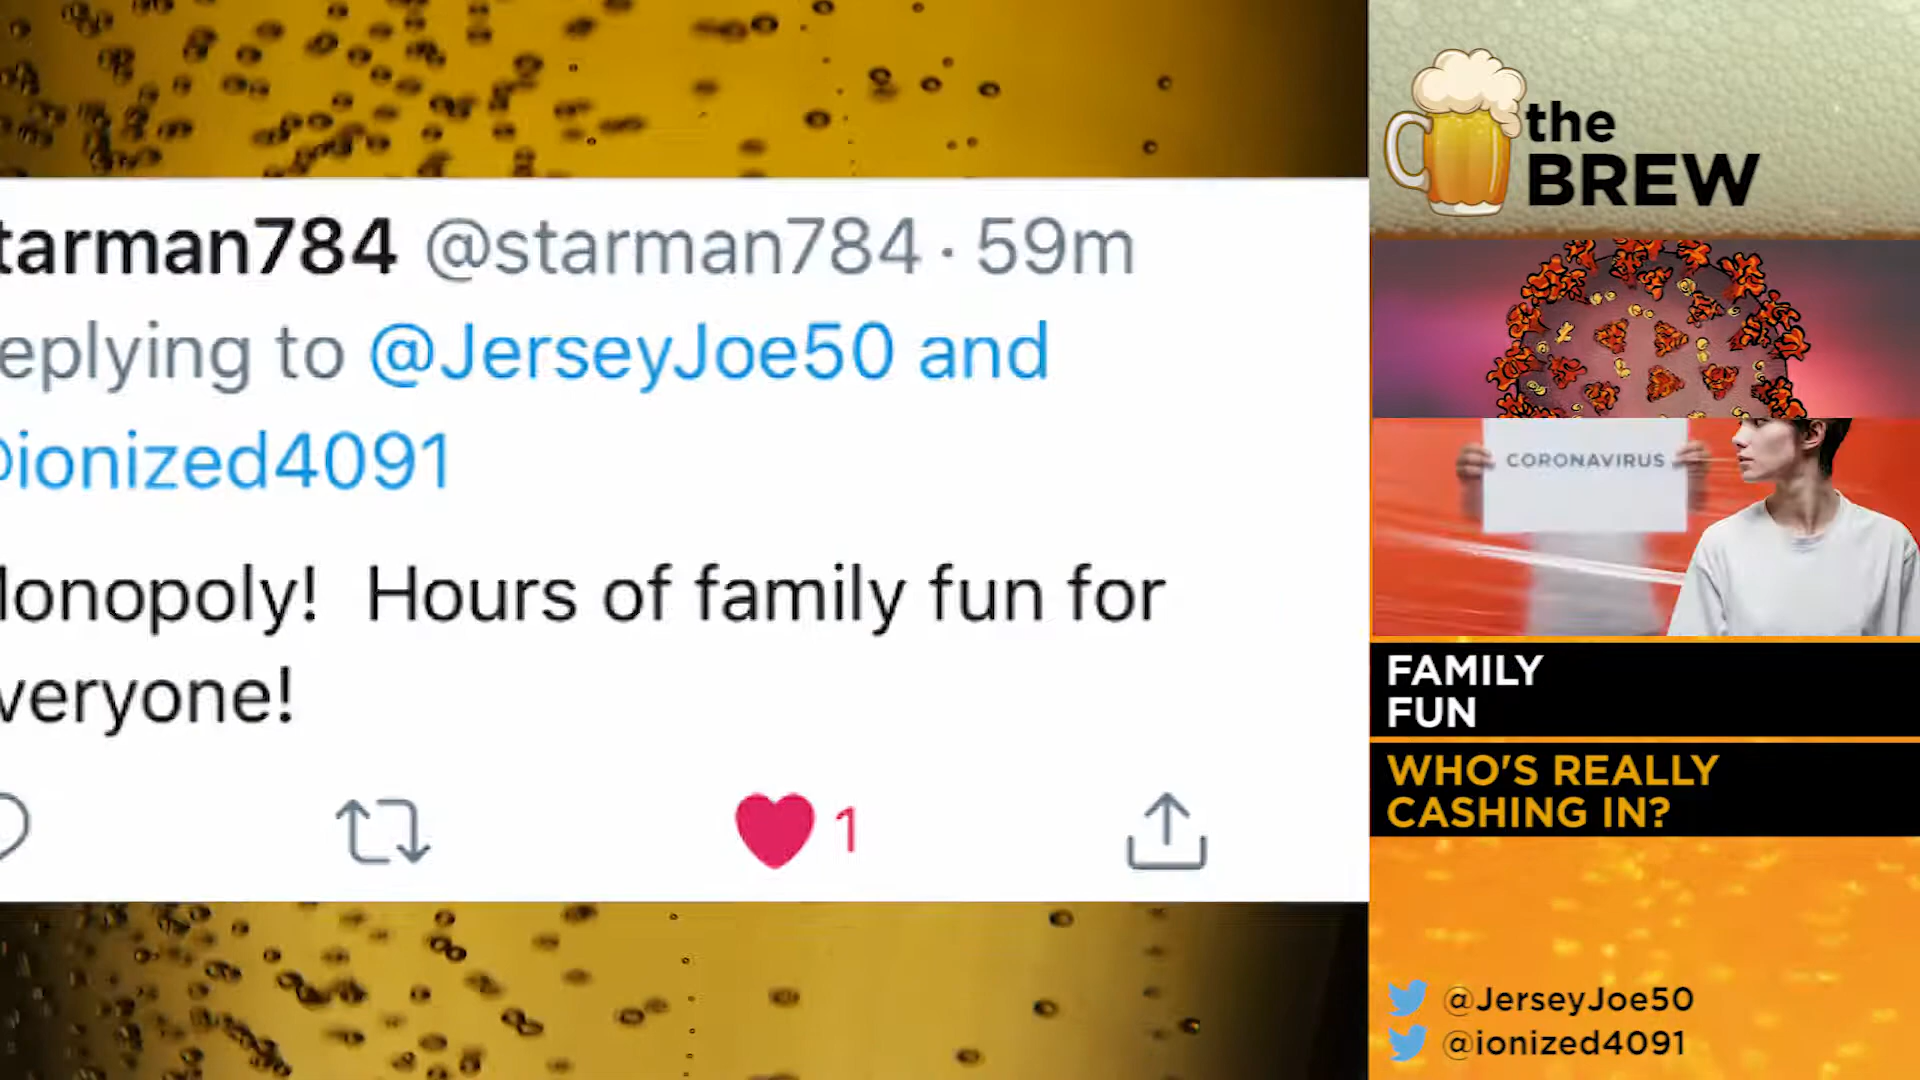 tarman784 @starman784 · 59m
eplying to @JerseyJoe50 and
@ionized4091
Monopoly! Hours of family fun for
veryone!
1
the
BREW
CORONAVIRUS
FAMILY
FUN
WHO'S REALLY
CASHING IN?
@JerseyJoe50
@ionized4091